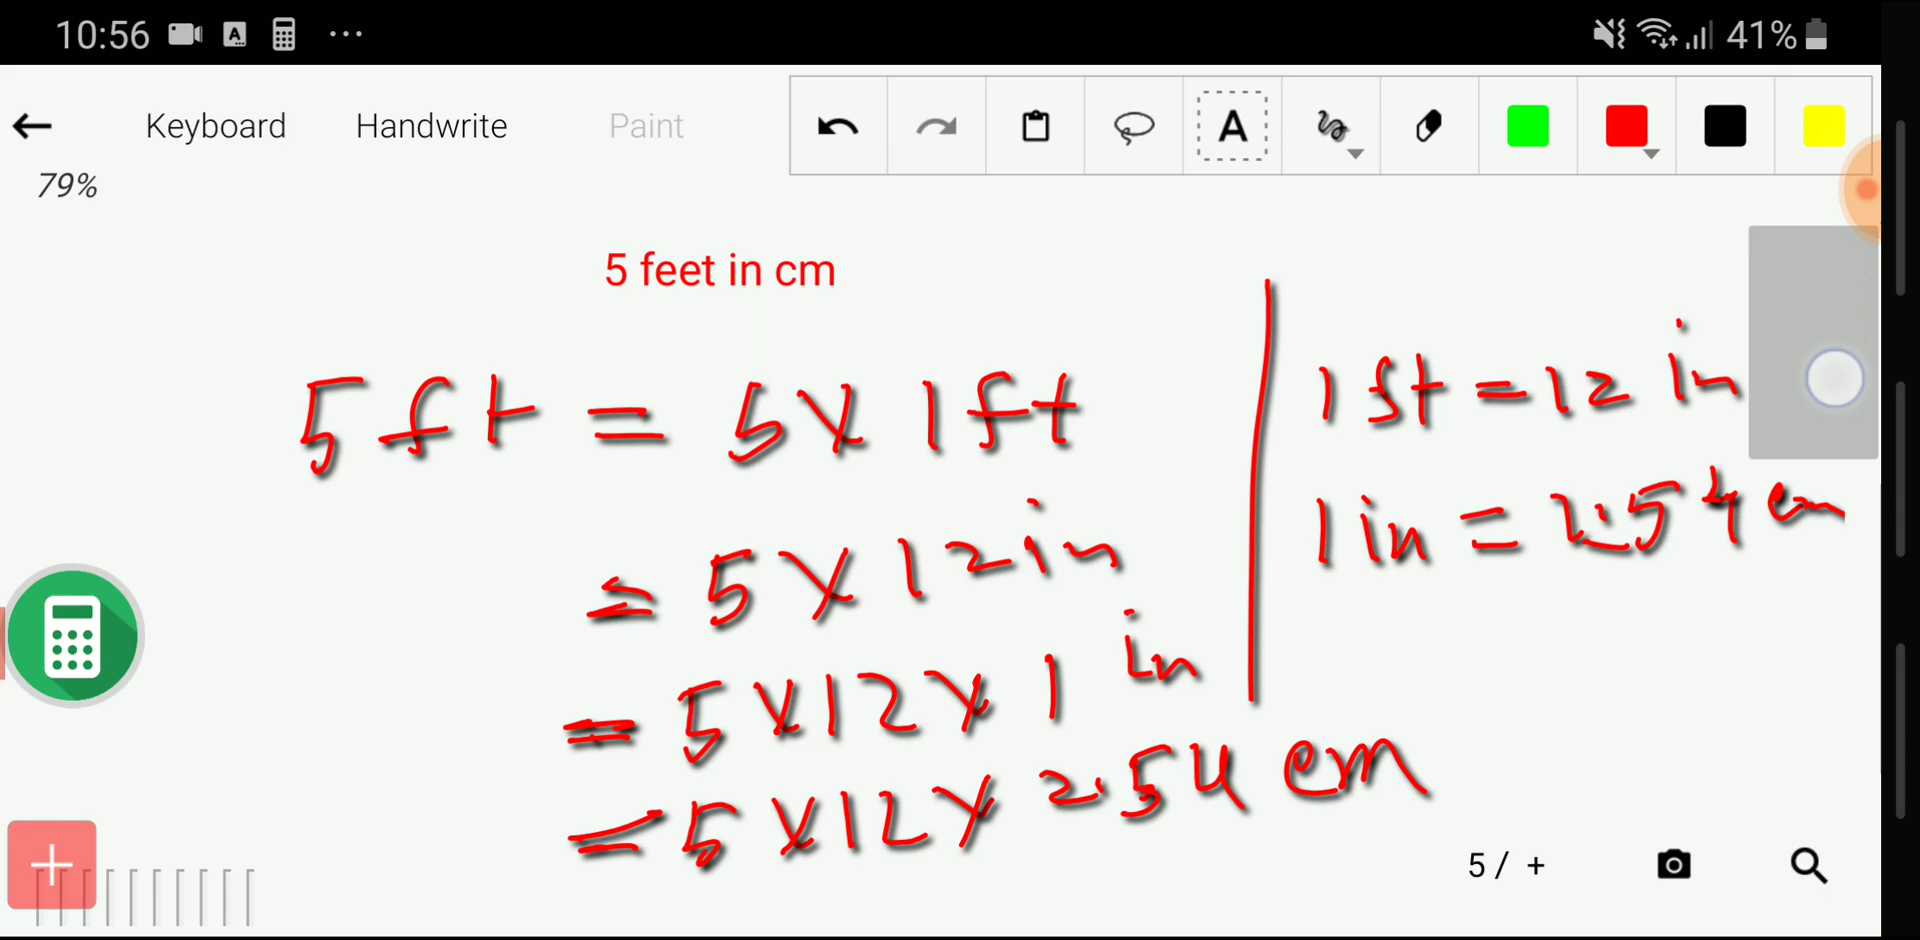 10:56 A ... 41%
Keyboard Handwrite Paint A
79%
5 feet in cm
5 ft = 5 X 1 ft
= 5 X 12 in
= 5 X 12 X 1 in
= 5 X 12 X 2.54 cm
1 ft = 12 in
1 in = 2.54 cm
5 / +